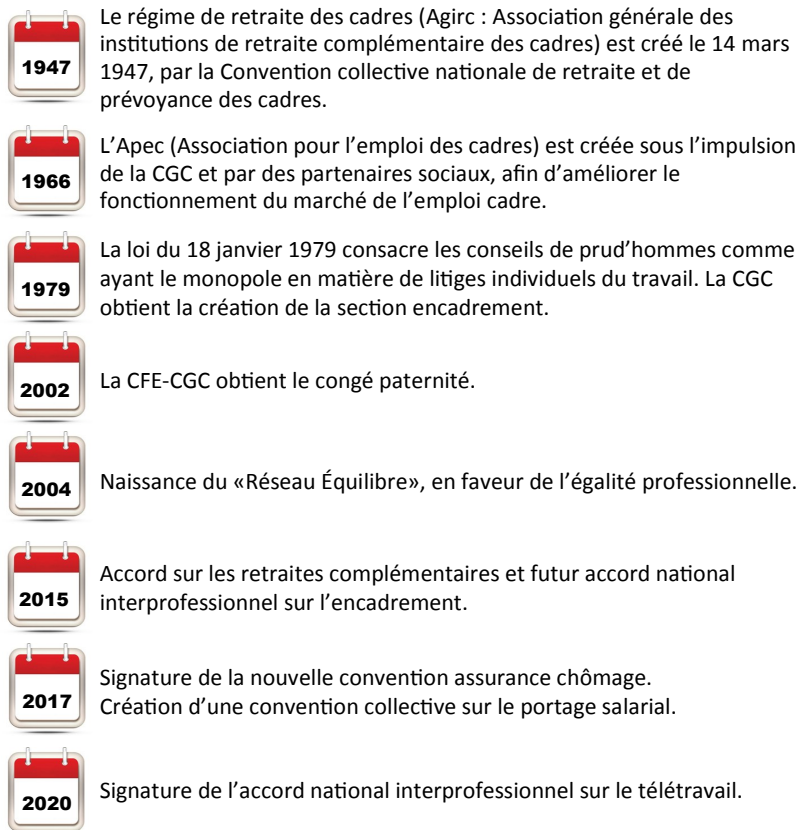 1947
Le régime de retraite des cadres (Agirc : Association générale des
institutions de retraite complémentaire des cadres) est créé le 14 mars
1947, par la Convention collective nationale de retraite et de
prévoyance des cadres.
1966
L’Apec (Association pour l’emploi des cadres) est créée sous l’impulsion
de la CGC et par des partenaires sociaux, afin d’améliorer le
fonctionnement du marché de l’emploi cadre.
1979
La loi du 18 janvier 1979 consacre les conseils de prud’hommes comme
ayant le monopole en matière de litiges individuels du travail. La CGC
obtient la création de la section encadrement.
2002
La CFE-CGC obtient le congé paternité.
2004
Naissance du «Réseau Équilibre», en faveur de l’égalité professionnelle.
2015
Accord sur les retraites complémentaires et futur accord national
interprofessionnel sur l’encadrement.
2017
Signature de la nouvelle convention assurance chômage.
Création d’une convention collective sur le portage salarial.
2020
Signature de l’accord national interprofessionnel sur le télétravail.